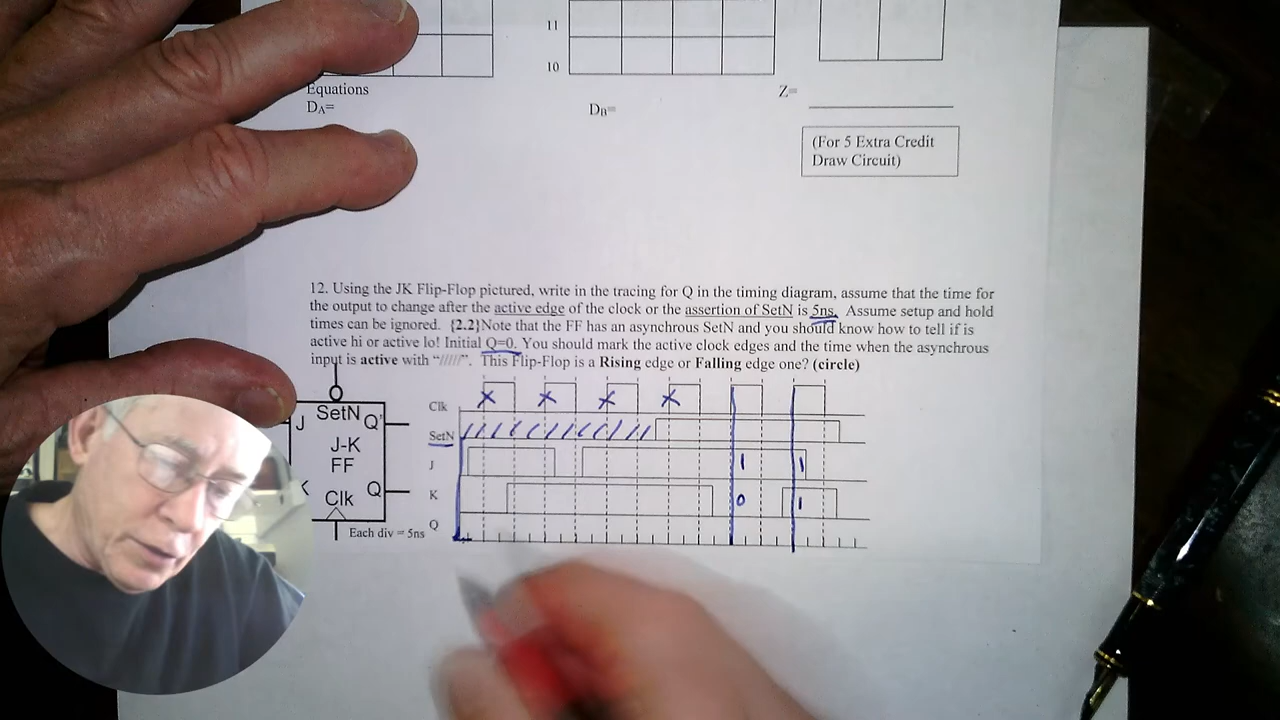 11
10
Equations
DA=
DB=
Z=
(For 5 Extra Credit
Draw Circuit)
12. Using the JK Flip-Flop pictured, write in the tracing for Q in the timing diagram, assume that the time for
the output to change after the active edge of the clock or the assertion of SetN is 5ns. Assume setup and hold
times can be ignored. {2.2}Note that the FF has an asynchrous SetN and you should know how to tell if is
active hi or active lo! Initial Q=0. You should mark the active clock edges and the time when the asynchrous
input is active with "/////". This Flip-Flop is a Rising edge or Falling edge one? (circle)
SetN
J
Q'
J-K
FF
K
Clk
Q
Each div = 5ns
Clk
x x x x
SetN
J
1 1
K
0 1
Q